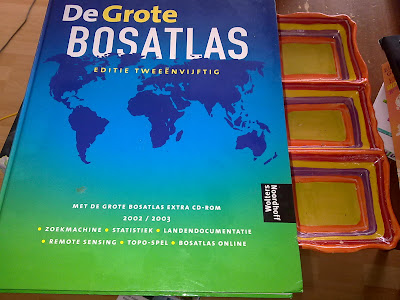 De Grote
BOSATLAS
EDITIE TWEEËNVIJFTIG
MET DE GROTE BOSATLAS EXTRA CD-ROM
2002 / 2003
• ZOEKMACHINE • STATISTIEK • LANDENDOCUMENTATIE
• REMOTE SENSING • TOPO-SPEL • BOSATLAS ONLINE
Wolters
Noordhoff